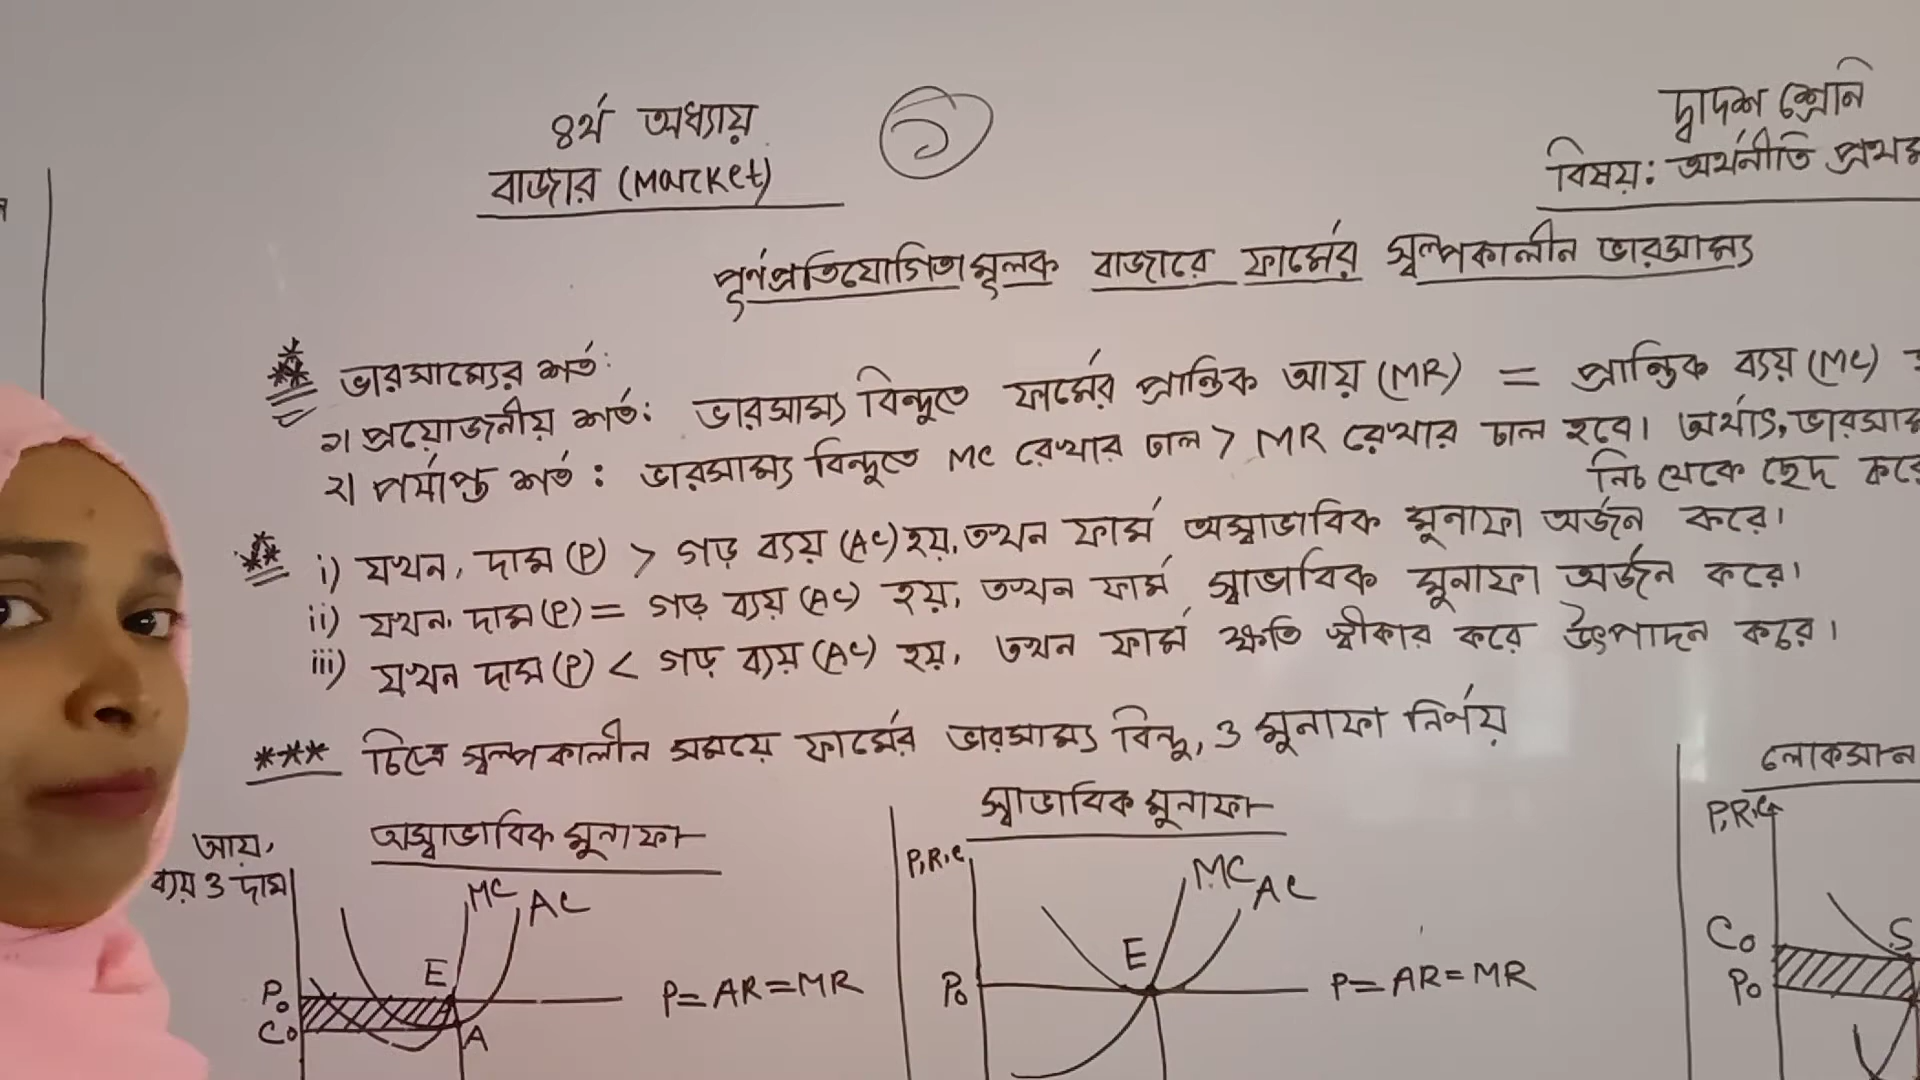 ৪র্থ অধ্যায়
বাজার (Market)
১
দ্বাদশ শ্রেনি
বিষয়: অর্থনীতি প্রথম
পূর্ণপ্রতিযোগিতামূলক বাজারে ফার্মের স্বল্পকালীন ভারসাম্য
** ভারসাম্যের শর্ত:
১। প্রয়োজনীয় শর্ত: ভারসাম্য বিন্দুতে ফার্মের প্রান্তিক আয় (MR) = প্রান্তিক ব্যয় (MC)
২। পর্যাপ্ত শর্ত : ভারসাম্য বিন্দুতে MC রেখার ঢাল > MR রেখার ঢাল হবে। অর্থাৎ, ভারসাম্য
নিচ থেকে ছেদ করে
** i) যখন, দাম (P) > গড় ব্যয় (AC) হয়, তখন ফার্ম অস্বাভাবিক মুনাফা অর্জন করে।
ii) যখন, দাম (P) = গড় ব্যয় (AC) হয়, তখন ফার্ম স্বাভাবিক মুনাফা অর্জন করে।
iii) যখন দাম (P) < গড় ব্যয় (AC) হয়, তখন ফার্ম ক্ষতি স্বীকার করে উৎপাদন করে।
*** চিত্রে স্বল্পকালীন সময়ে ফার্মের ভারসাম্য বিন্দু, ও মুনাফা নির্ণয়
অস্বাভাবিক মুনাফা
আয়,
ব্যয় ও দাম
MC AC
E
P₀
C₀
A
P = AR = MR
স্বাভাবিক মুনাফা
P, R, C
MC AC
E
P₀
P = AR = MR
লোকসান
P, R, C
C₀
S
P₀